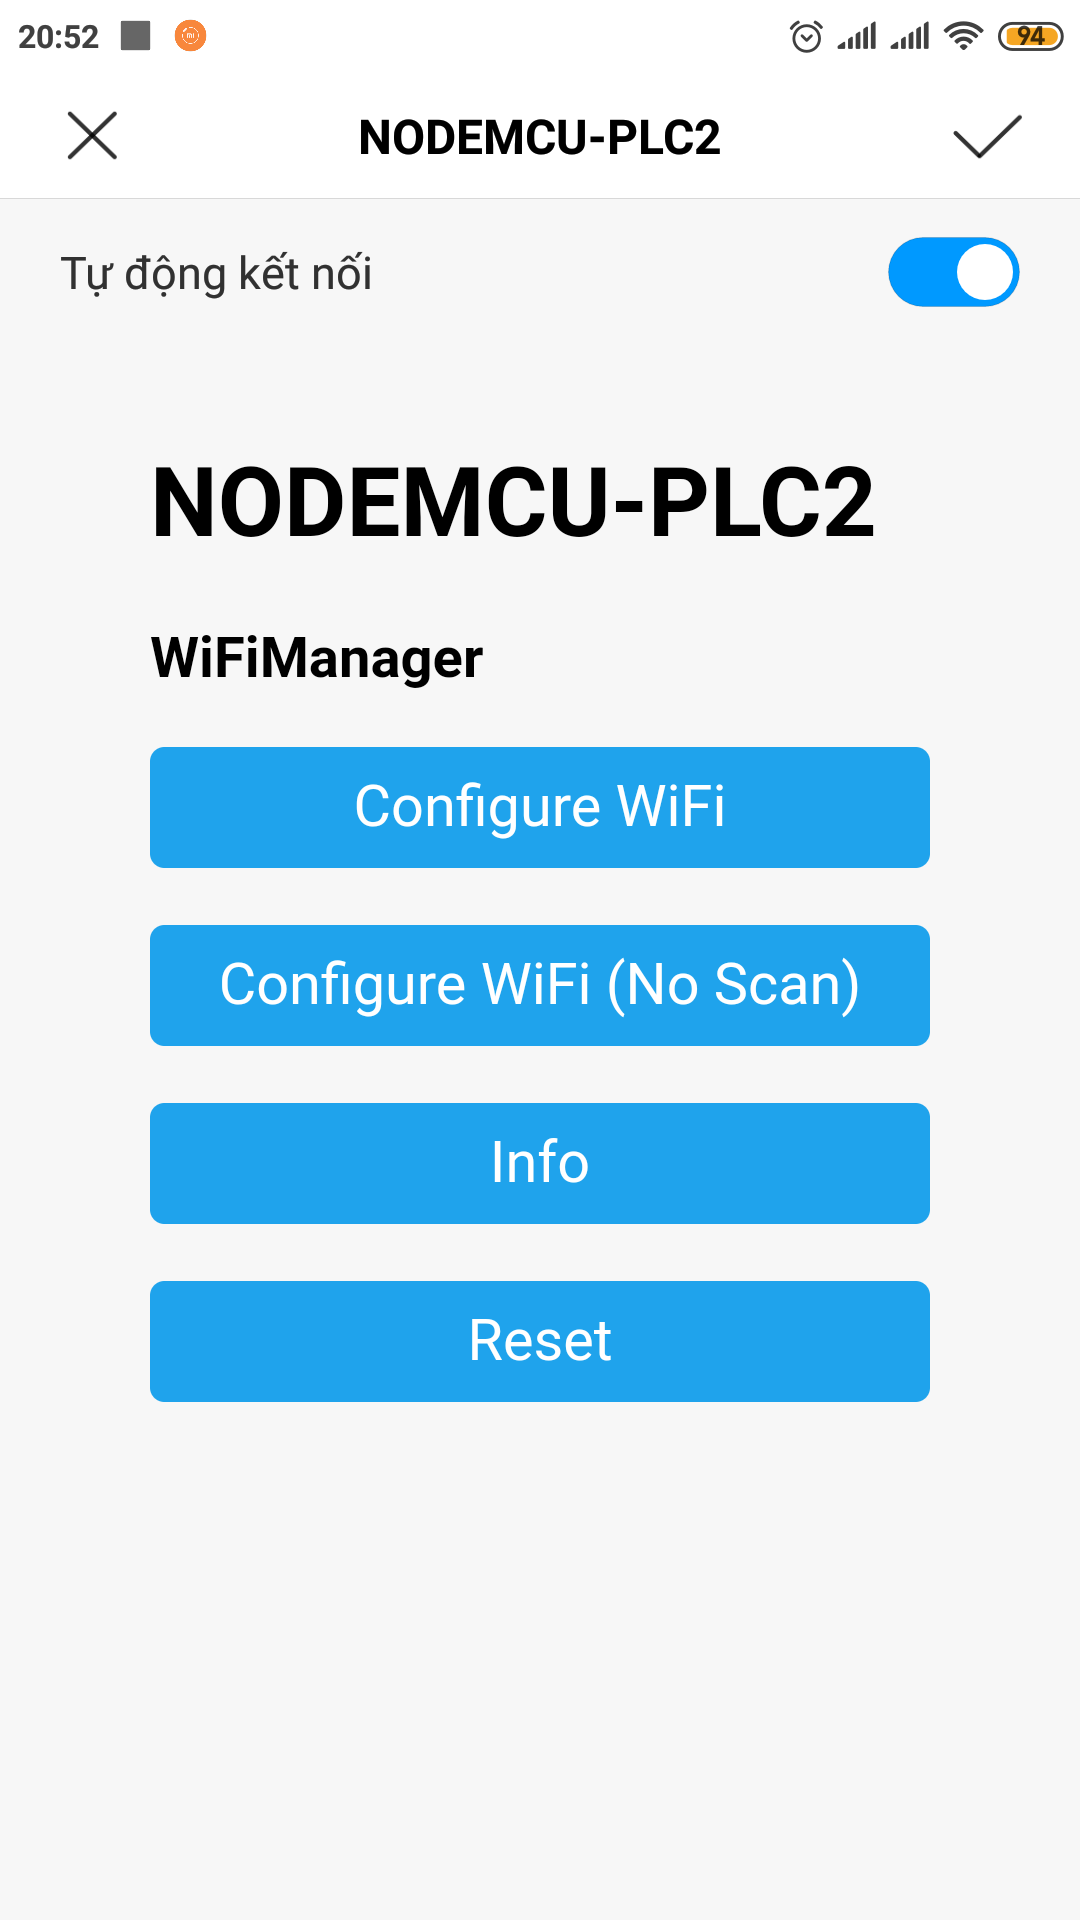 20:52
94
NODEMCU-PLC2
Tự động kết nối
NODEMCU-PLC2
WiFiManager
Configure WiFi
Configure WiFi (No Scan)
Info
Reset